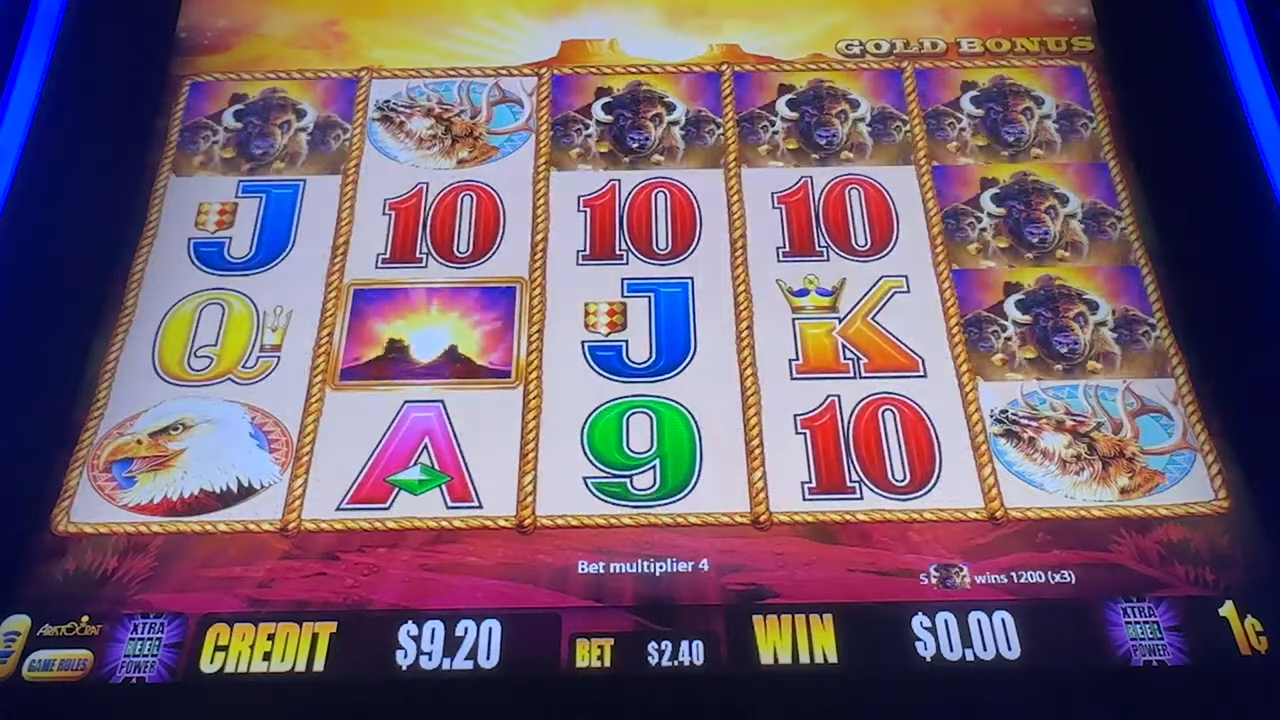 GOLD BONUS
J 10 10 10
Q J K
A 9 10
Bet multiplier 4
5 wins 1200 (x3)
ARISTOCRAT
GAME RULES
XTRA
REEL
POWER
CREDIT $9.20
BET $2.40
WIN $0.00
XTRA
REEL
POWER
1¢